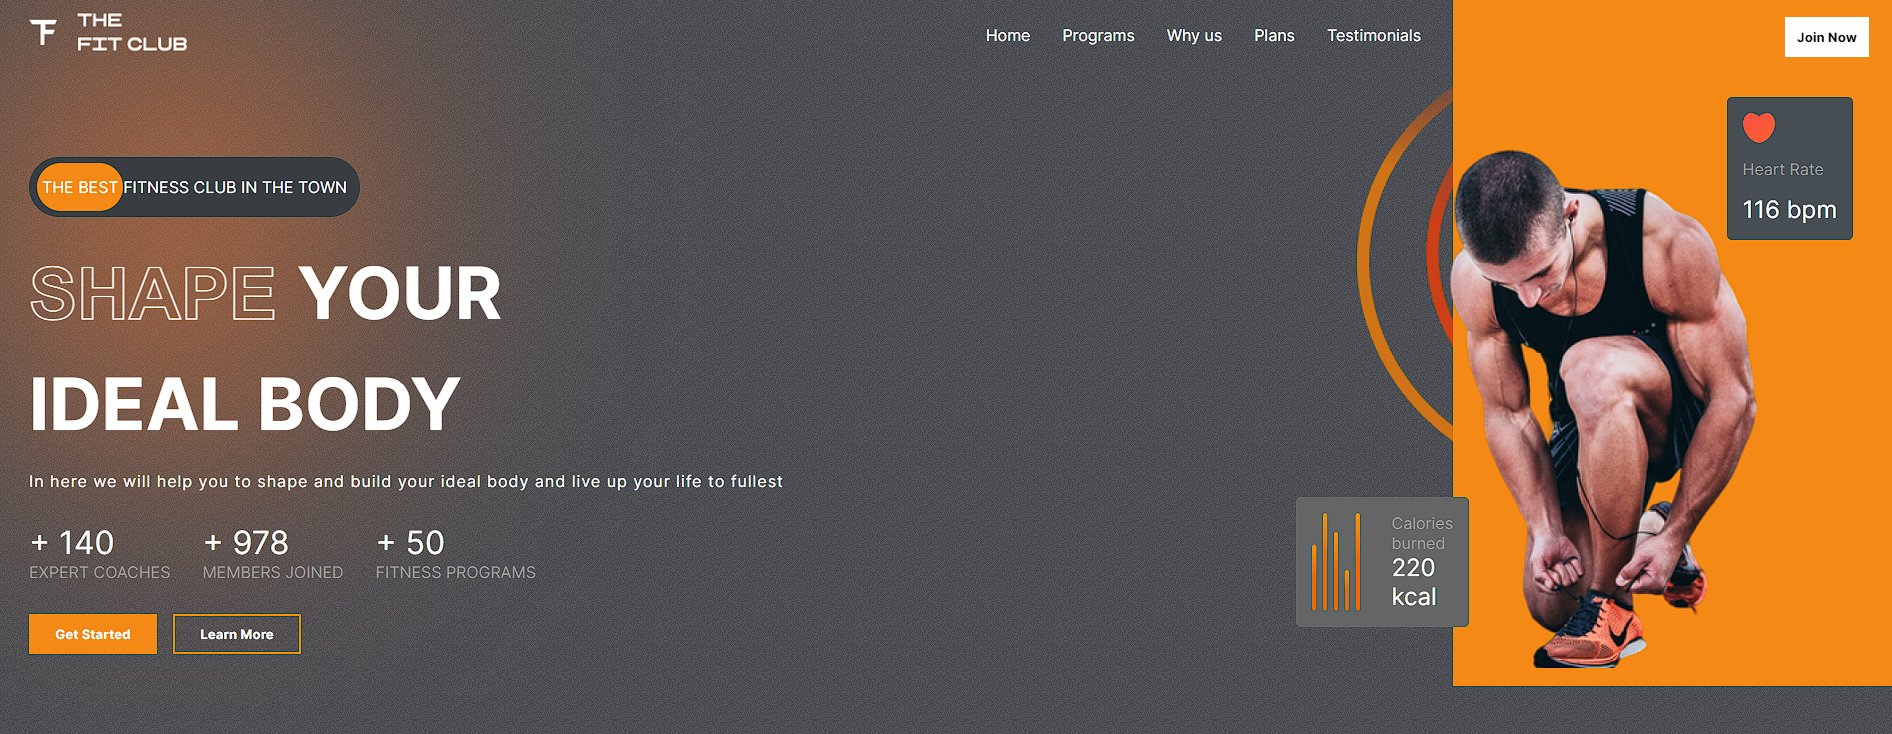 THE
FIT CLUB
Home Programs Why us Plans Testimonials
Join Now
Heart Rate
116 bpm
THE BEST FITNESS CLUB IN THE TOWN
SHAPE YOUR
IDEAL BODY
In here we will help you to shape and build your ideal body and live up your life to fullest
+ 140
EXPERT COACHES
+ 978
MEMBERS JOINED
+ 50
FITNESS PROGRAMS
Calories
burned
220
kcal
Get Started
Learn More